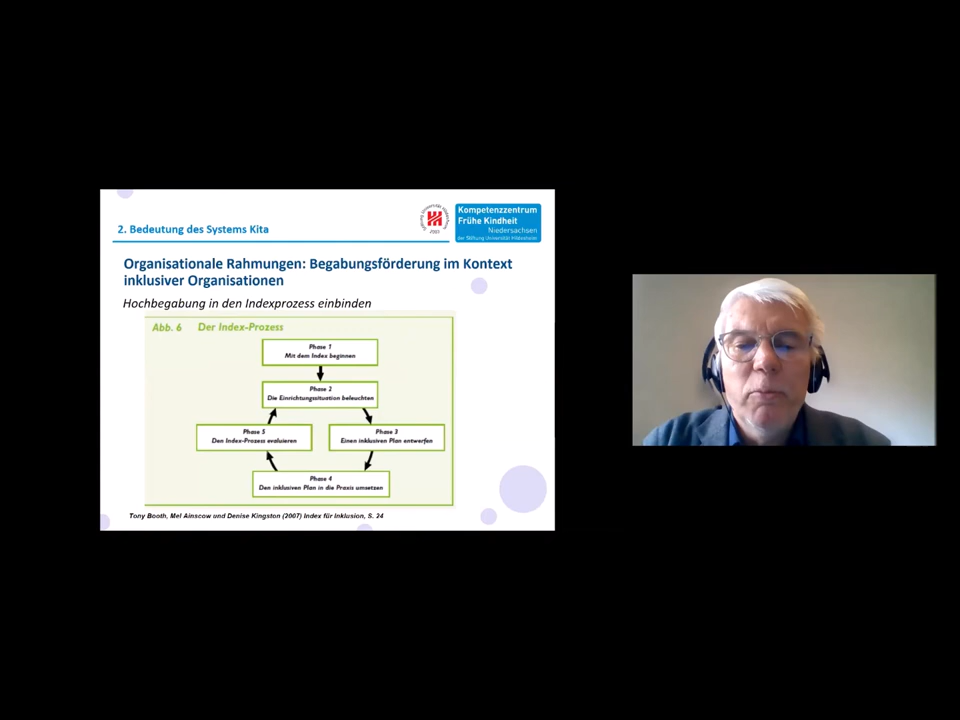 Kompetenzzentrum
Frühe Kindheit
Niedersachsen
der Stiftung Universität Hildesheim
2003
2. Bedeutung des Systems Kita
Organisationale Rahmungen: Begabungsförderung im Kontext
inklusiver Organisationen
Hochbegabung in den Indexprozess einbinden
Abb. 6 Der Index-Prozess
Phase 1
Mit dem Index beginnen
Phase 2
Die Einrichtungssituation beleuchten
Phase 5
Den Index-Prozess evaluieren
Phase 3
Einen inklusiven Plan entwerfen
Phase 4
Den inklusiven Plan in die Praxis umsetzen
Tony Booth, Mel Ainscow und Denise Kingston (2007) Index für Inklusion, S. 24